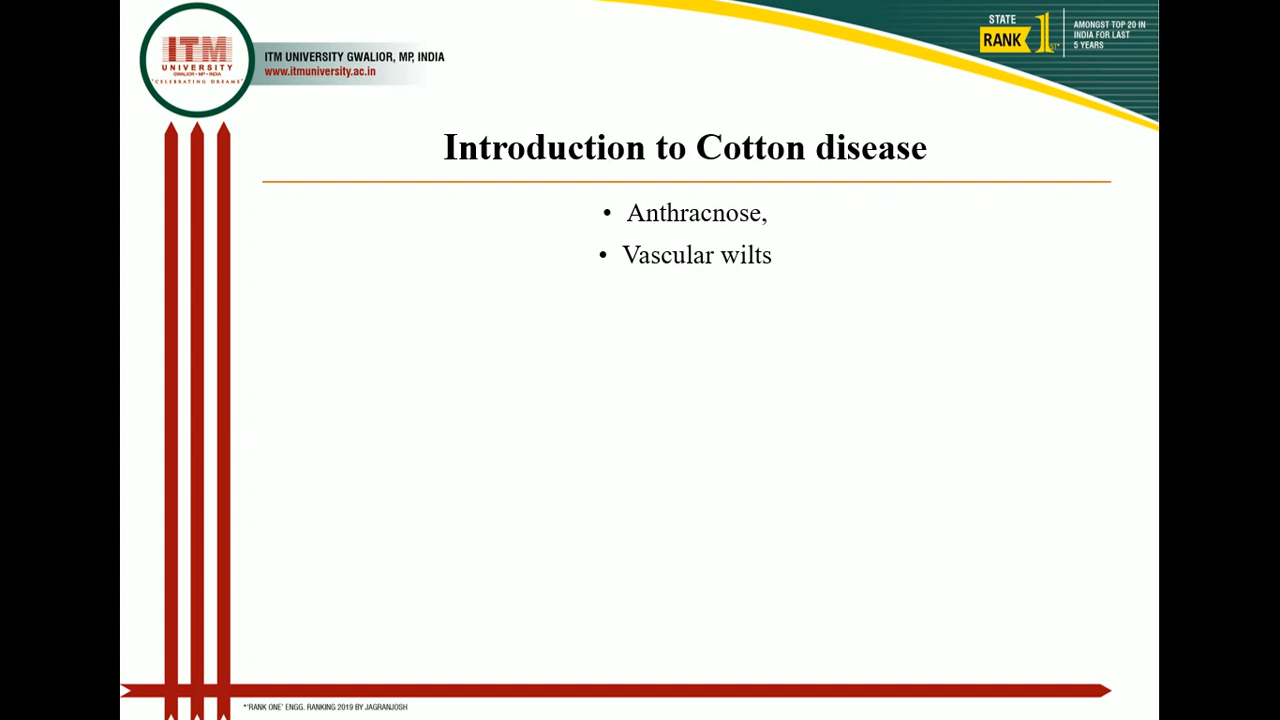 ITM
UNIVERSITY
GWALIOR • MP • INDIA
"CELEBRATING DREAMS"
ITM UNIVERSITY GWALIOR, MP, INDIA
www.itmuniversity.ac.in
STATE
RANK 1ST*
AMONGST TOP 20 IN
INDIA FOR LAST
5 YEARS
Introduction to Cotton disease
• Anthracnose,
• Vascular wilts
*'RANK ONE' ENGG. RANKING 2019 BY JAGRANJOSH